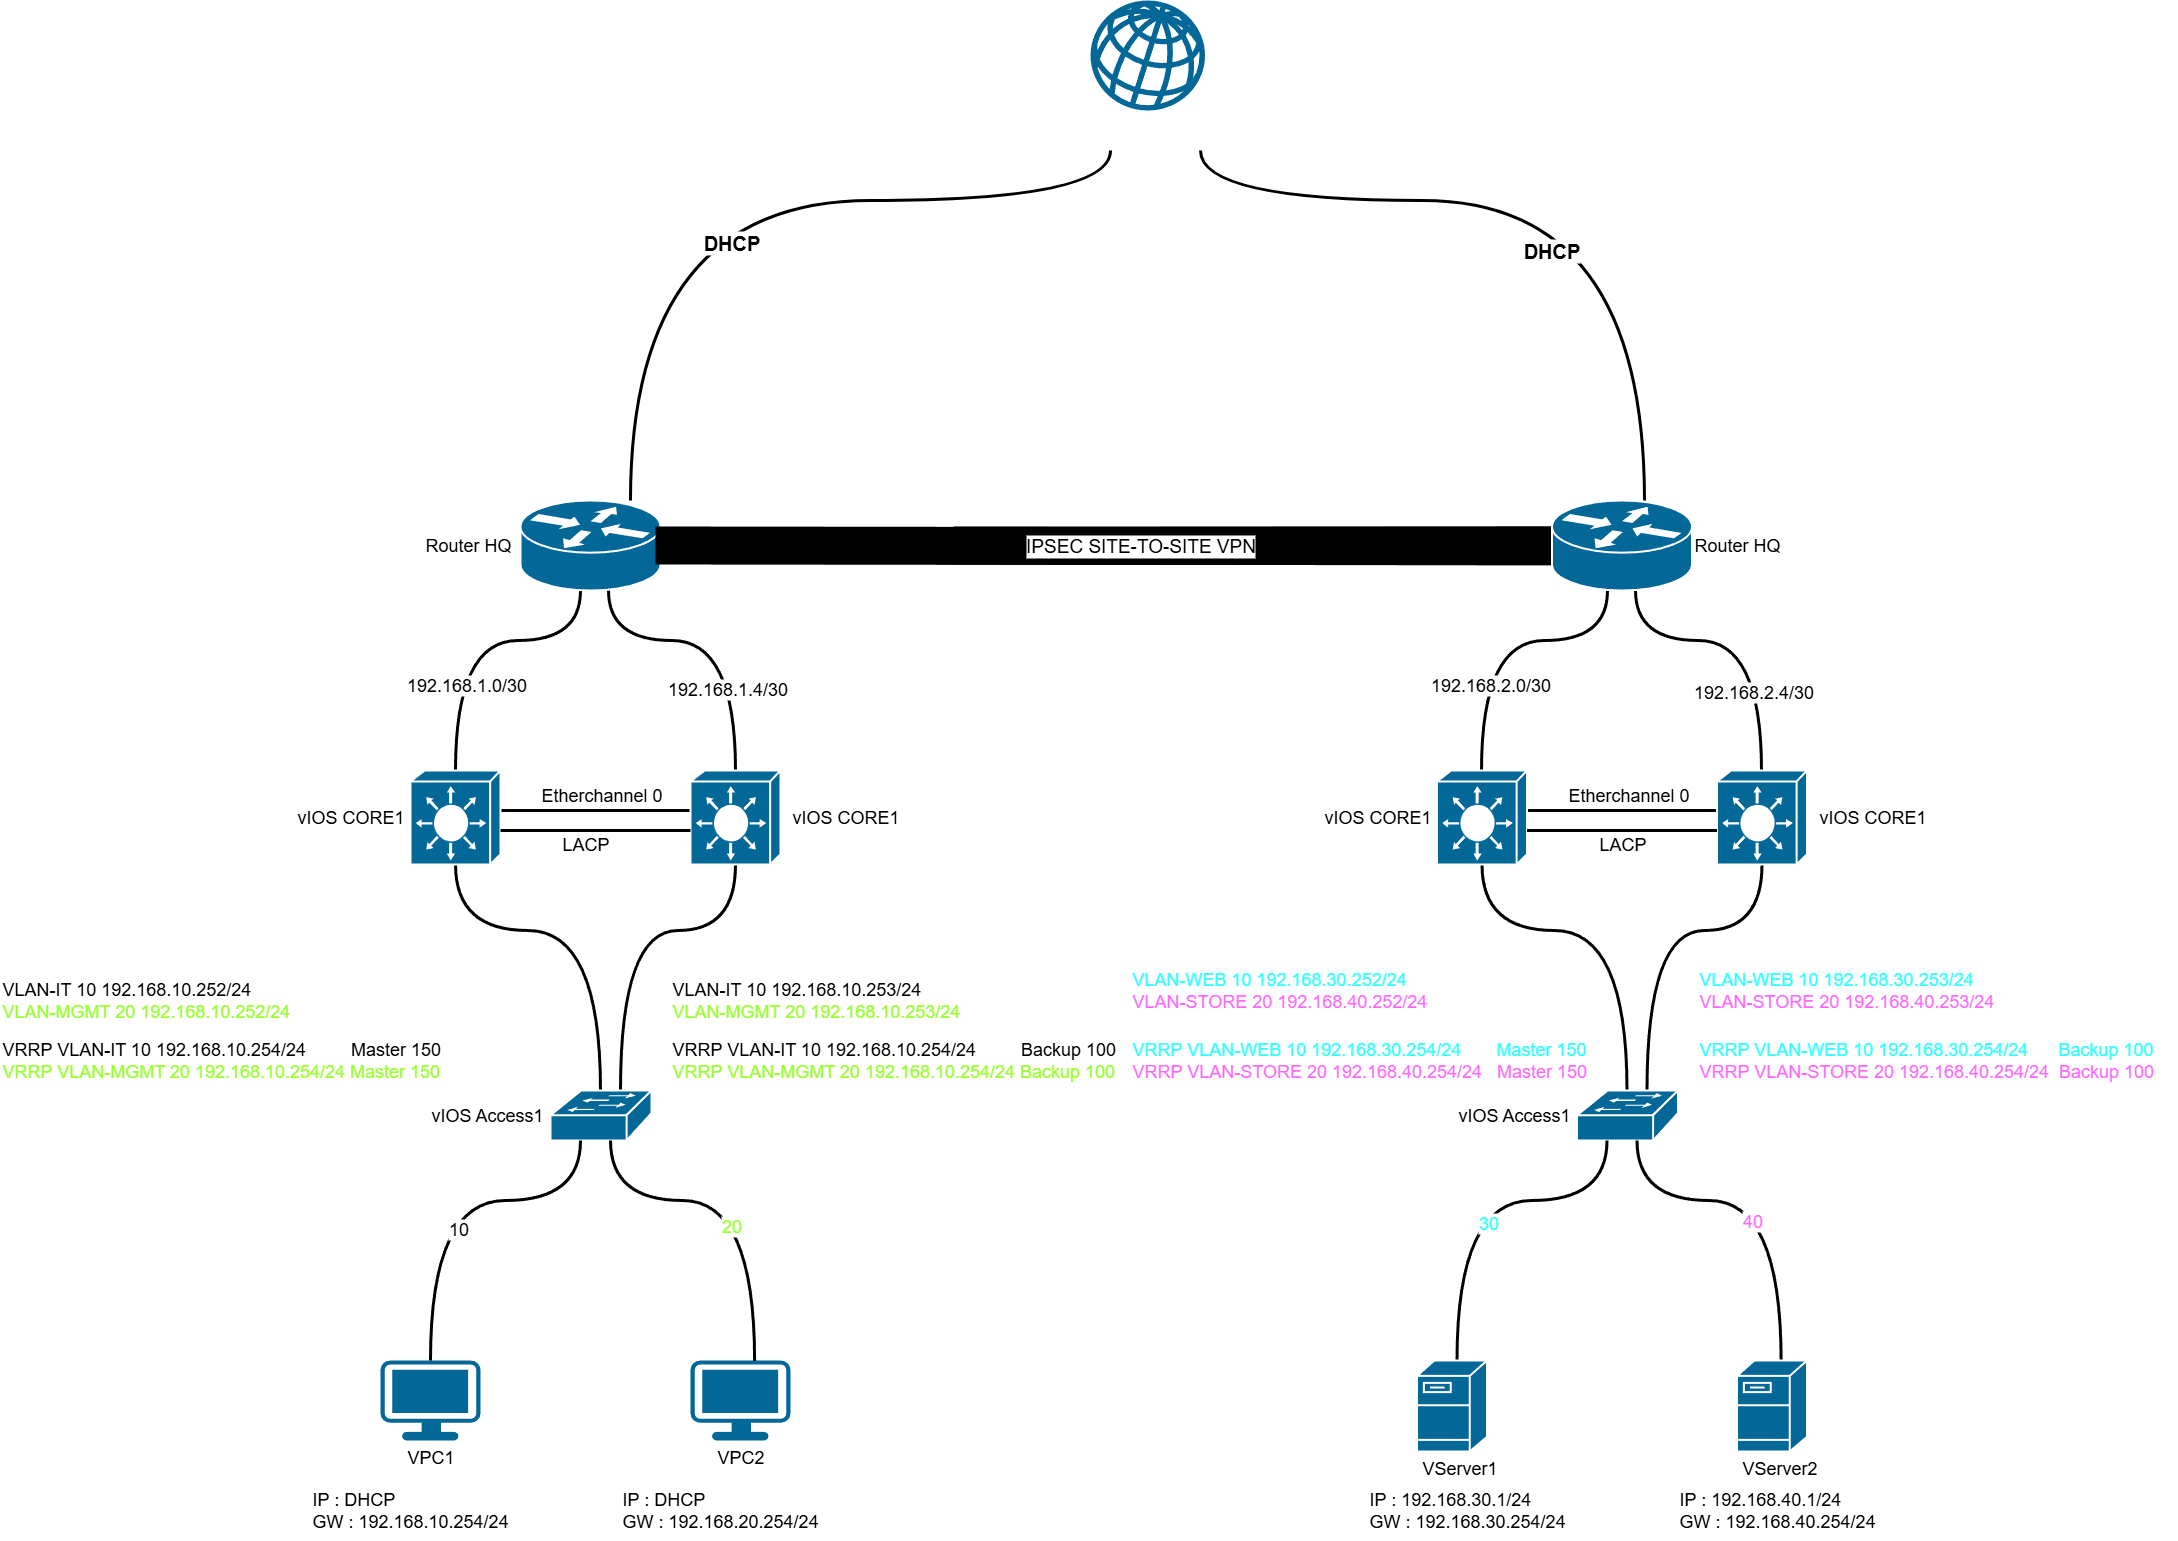 DHCP
DHCP
Router HQ
IPSEC SITE-TO-SITE VPN
Router HQ
192.168.1.0/30
192.168.1.4/30
192.168.2.0/30
192.168.2.4/30
Etherchannel 0
vIOS CORE1
vIOS CORE1
LACP
Etherchannel 0
vIOS CORE1
vIOS CORE1
LACP
VLAN-IT 10 192.168.10.252/24
VLAN-MGMT 20 192.168.10.252/24
VRRP VLAN-IT 10 192.168.10.254/24 Master 150
VRRP VLAN-MGMT 20 192.168.10.254/24 Master 150
VLAN-IT 10 192.168.10.253/24
VLAN-MGMT 20 192.168.10.253/24
VRRP VLAN-IT 10 192.168.10.254/24 Backup 100
VRRP VLAN-MGMT 20 192.168.10.254/24 Backup 100
VLAN-WEB 10 192.168.30.252/24
VLAN-STORE 20 192.168.40.252/24
VRRP VLAN-WEB 10 192.168.30.254/24 Master 150
VRRP VLAN-STORE 20 192.168.40.254/24 Master 150
VLAN-WEB 10 192.168.30.253/24
VLAN-STORE 20 192.168.40.253/24
VRRP VLAN-WEB 10 192.168.30.254/24 Backup 100
VRRP VLAN-STORE 20 192.168.40.254/24 Backup 100
vIOS Access1
vIOS Access1
10
20
30
40
VPC1
IP : DHCP
GW : 192.168.10.254/24
VPC2
IP : DHCP
GW : 192.168.20.254/24
VServer1
IP : 192.168.30.1/24
GW : 192.168.30.254/24
VServer2
IP : 192.168.40.1/24
GW : 192.168.40.254/24